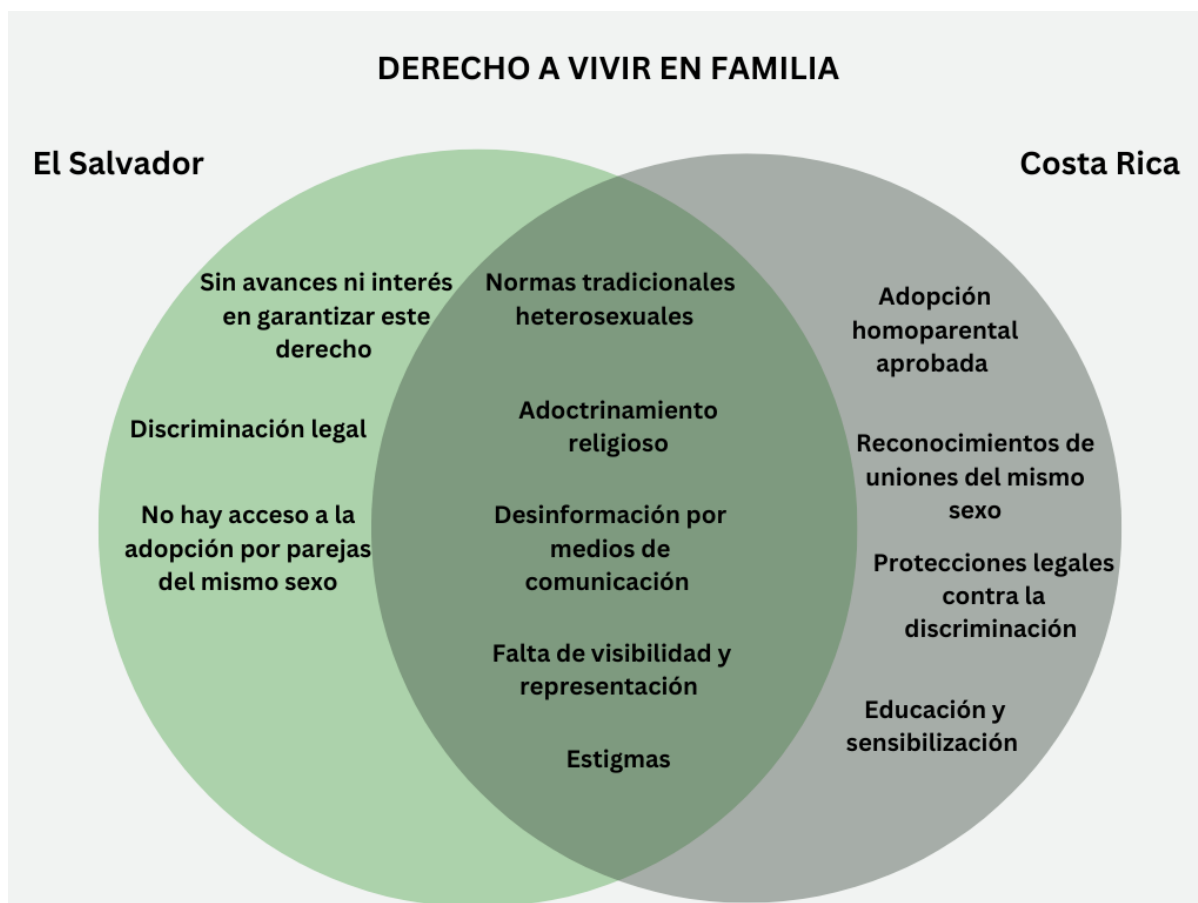 DERECHO A VIVIR EN FAMILIA
El Salvador
Costa Rica
Sin avances ni interés
en garantizar este
derecho
Discriminación legal
No hay acceso a la
adopción por parejas
del mismo sexo
Normas tradicionales
heterosexuales
Adoctrinamiento
religioso
Desinformación por
medios de
comunicación
Falta de visibilidad y
representación
Estigmas
Adopción
homoparental
aprobada
Reconocimientos de
uniones del mismo
sexo
Protecciones legales
contra la
discriminación
Educación y
sensibilización